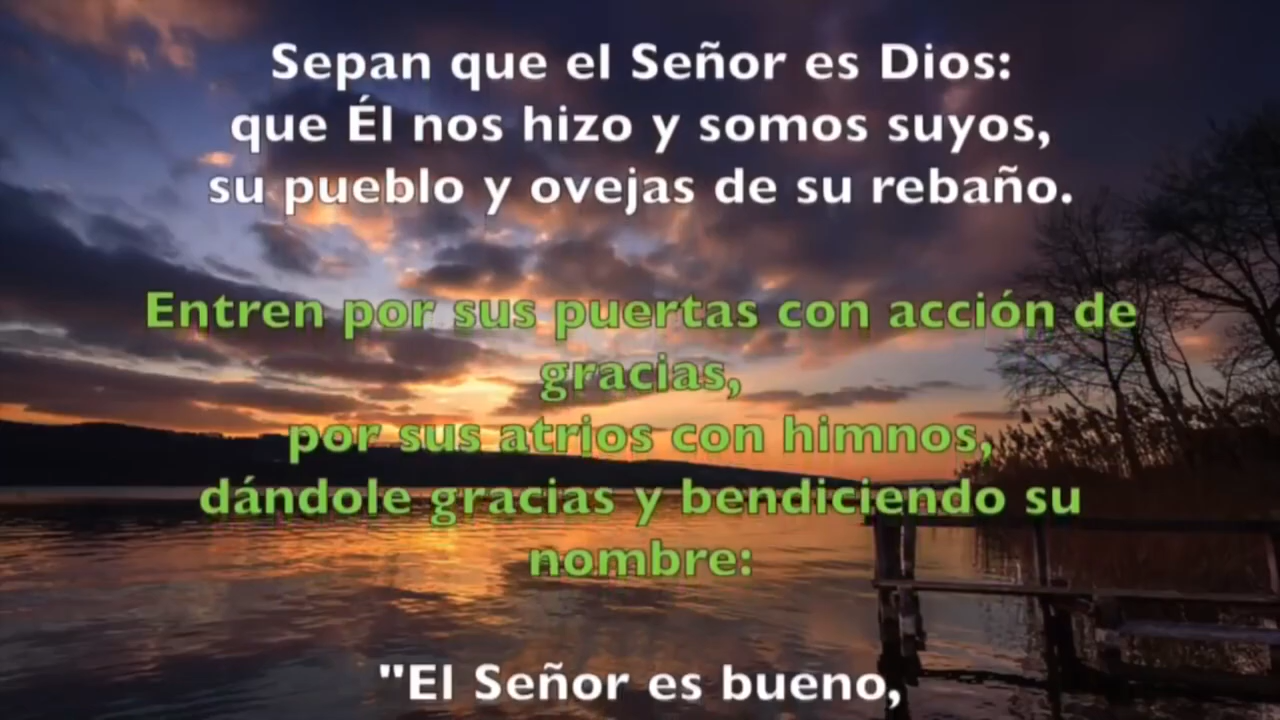 Sepan que el Señor es Dios:
que Él nos hizo y somos suyos,
su pueblo y ovejas de su rebaño.
Entren por sus puertas con acción de
gracias,
por sus atrios con himnos,
dándole gracias y bendiciendo su
nombre:
"El Señor es bueno,